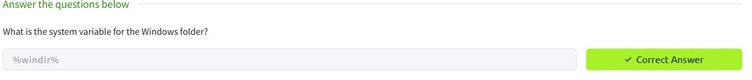 Answer the questions below
What is the system variable for the Windows folder?
%windir%
✓ Correct Answer